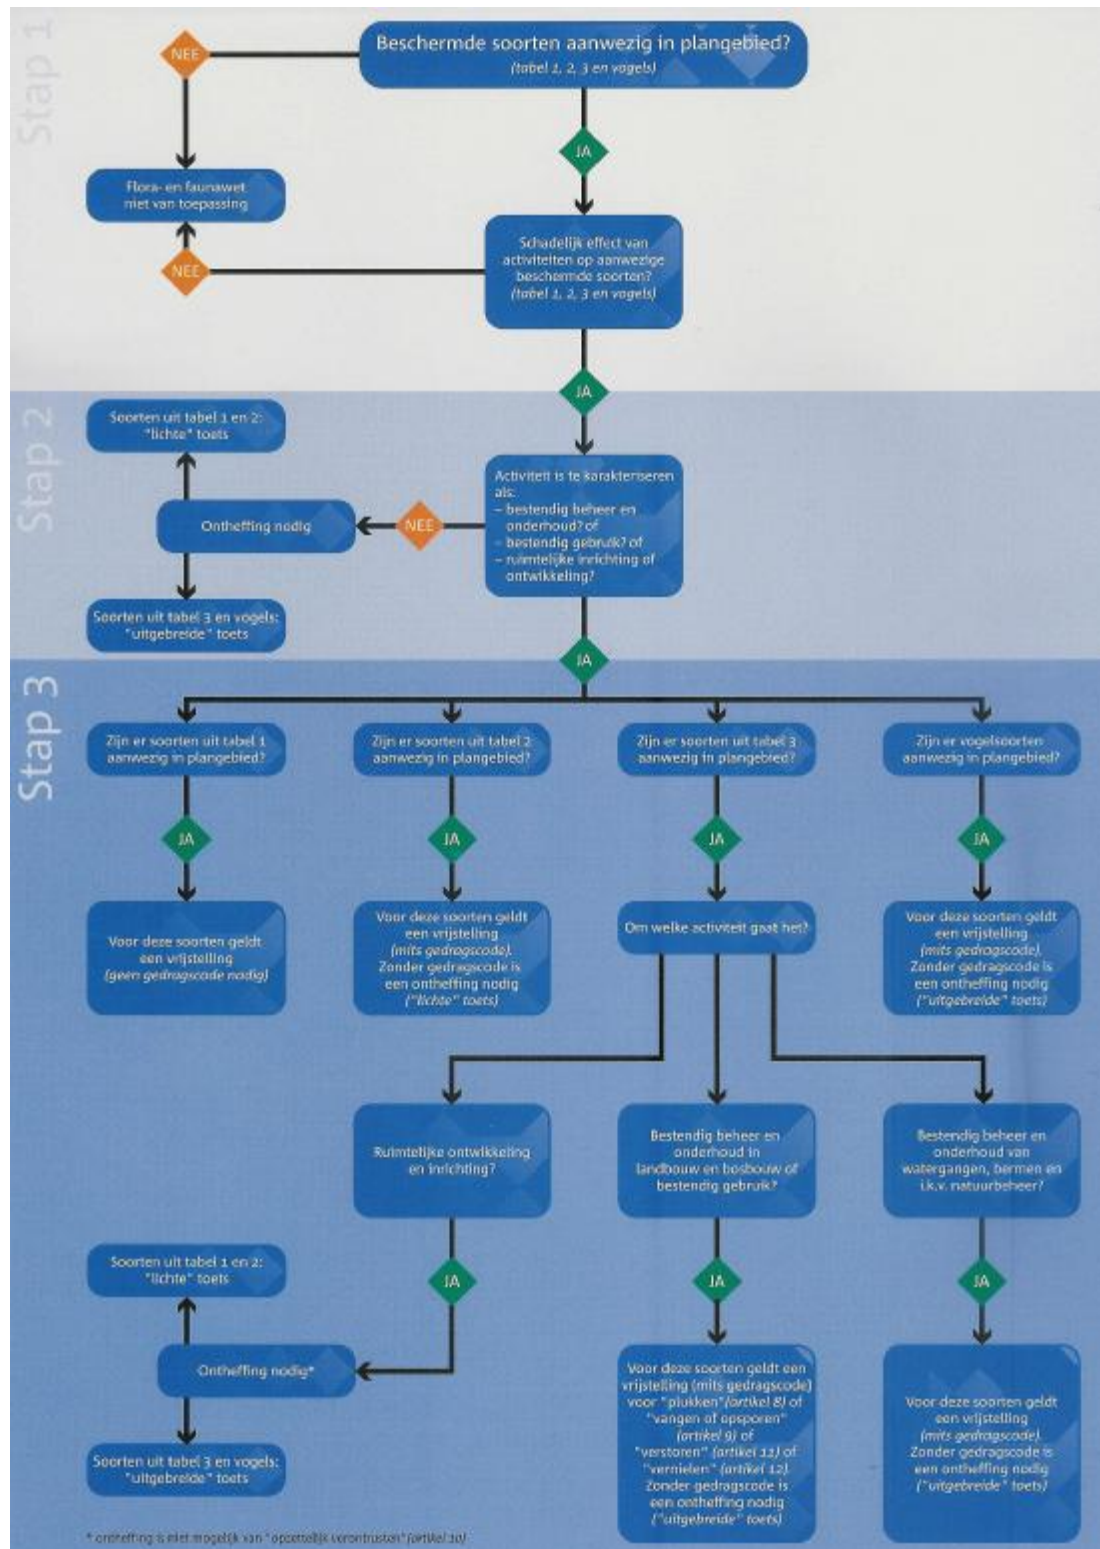 Stap 1
Beschermde soorten aanwezig in plangebied?
(tabel 1, 2, 3 en vogels)
NEE
JA
Flora- en faunawet
niet van toepassing
Schadelijk effect van
activiteiten op aanwezige
beschermde soorten?
(tabel 1, 2, 3 en vogels)
NEE
JA
Stap 2
Soorten uit tabel 1 en 2:
"lichte" toets
Activiteit is te karakteriseren
als:
– bestendig beheer en
onderhoud? of
– bestendig gebruik? of
– ruimtelijke inrichting of
ontwikkeling?
NEE
Ontheffing nodig
Soorten uit tabel 3 en vogels:
"uitgebreide" toets
JA
Stap 3
Zijn er soorten uit tabel 1
aanwezig in plangebied?
Zijn er soorten uit tabel 2
aanwezig in plangebied?
Zijn er soorten uit tabel 3
aanwezig in plangebied?
Zijn er vogelsoorten
aanwezig in plangebied?
JA
JA
JA
JA
Voor deze soorten geldt
een vrijstelling
(geen gedragscode nodig)
Voor deze soorten geldt
een vrijstelling
(mits gedragscode).
Zonder gedragscode is
een ontheffing nodig
("lichte" toets)
Om welke activiteit gaat het?
Voor deze soorten geldt
een vrijstelling
(mits gedragscode).
Zonder gedragscode is
een ontheffing nodig
("uitgebreide" toets)
Ruimtelijke ontwikkeling
en inrichting?
Bestendig beheer en
onderhoud in
landbouw en bosbouw of
bestendig gebruik?
Bestendig beheer en
onderhoud van
watergangen, bermen en
i.k.v. natuurbeheer?
JA
JA
JA
Soorten uit tabel 1 en 2:
"lichte" toets
Ontheffing nodig*
Soorten uit tabel 3 en vogels:
"uitgebreide" toets
Voor deze soorten geldt een
vrijstelling (mits gedragscode)
voor "plukken" (artikel 8) of
"vangen of opsporen"
(artikel 9) of
"verstoren" (artikel 11) of
"vernielen" (artikel 12).
Zonder gedragscode is
een ontheffing nodig
("uitgebreide" toets)
Voor deze soorten geldt
een vrijstelling
(mits gedragscode).
Zonder gedragscode is
een ontheffing nodig
("uitgebreide" toets)
* ontheffing is niet mogelijk van "opzettelijk verontrusten" (artikel 10)